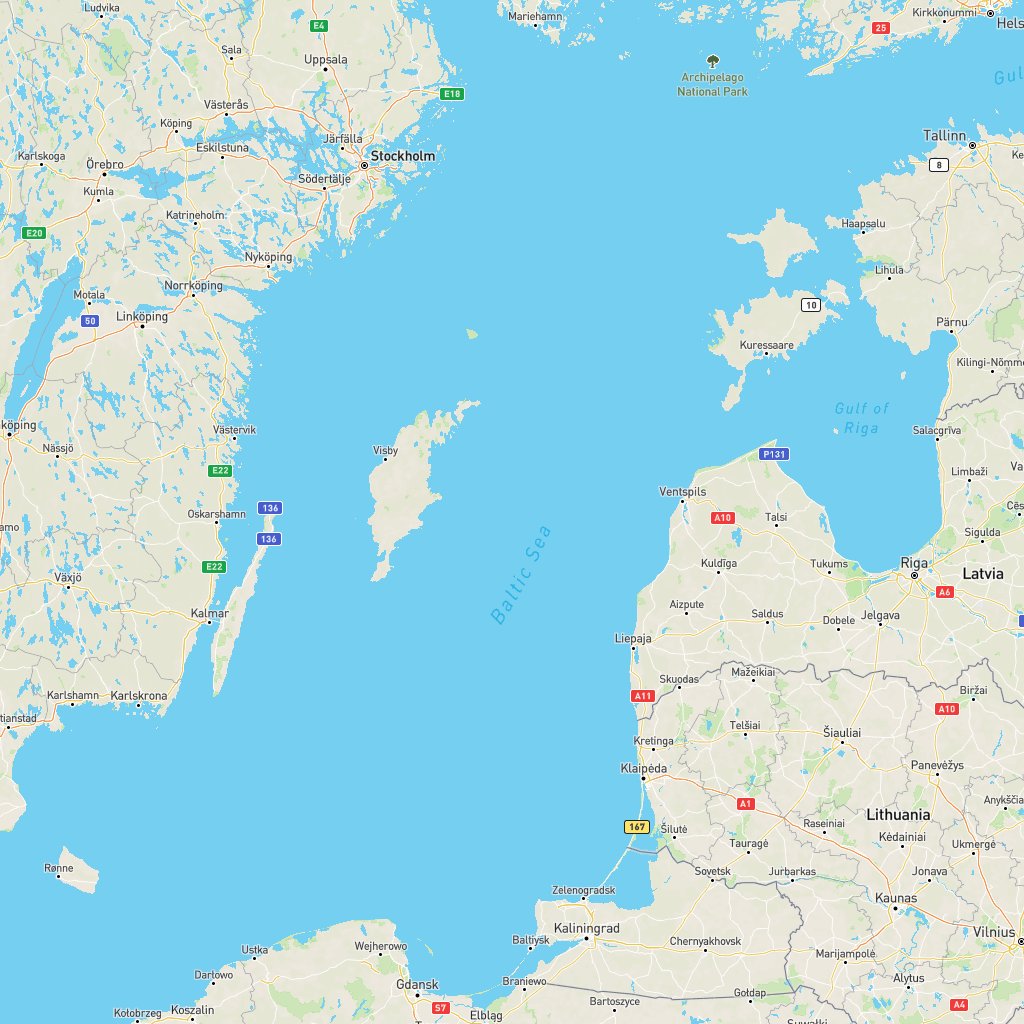 Ludvika
E4
Mariehamn
Kirkkonummi
25
Sala
Uppsala
Archipelago
National Park
E18
Västerås
Köping
Järfälla
Tallinn
Eskilstuna
Stockholm
Karlskoga
Örebro
8
Södertälje
Kumla
Katrineholm
Haapsalu
E20
Nyköping
Lihula
Norrköping
Motala
10
Linköping
50
Pärnu
Kuressaare
Kilingi-Nõmme
Gulf of
Riga
köping
Västervik
Salacgrīva
Nässjö
Visby
P131
E22
Limbaži
Ventspils
136
Oskarshamn
A10
Talsi
136
Sigulda
Baltic Sea
E22
Kuldīga
Tukums
Riga
Latvia
Växjö
A6
Aizpute
Kalmar
Saldus
Dobele
Jelgava
Liepaja
Mažeikiai
Skuodas
Karlshamn
Karlskrona
A11
Biržai
A10
tianstad
Telšiai
Šiauliai
Kretinga
Klaipėda
Panevėžys
A1
Anykščia
Lithuania
167
Šilutė
Raseiniai
Kėdainiai
Tauragė
Ukmergė
Rønne
Sovetsk
Jurbarkas
Jonava
Zelenogradsk
Kaunas
Kaliningrad
Vilnius
Baltiysk
Chernyakhovsk
Ustka
Wejherowo
Marijampolė
Darłowo
Braniewo
Alytus
Gdansk
Gołdap
Bartoszyce
Kołobrzeg
Koszalin
S7
Elbląg
A4
Suwałki